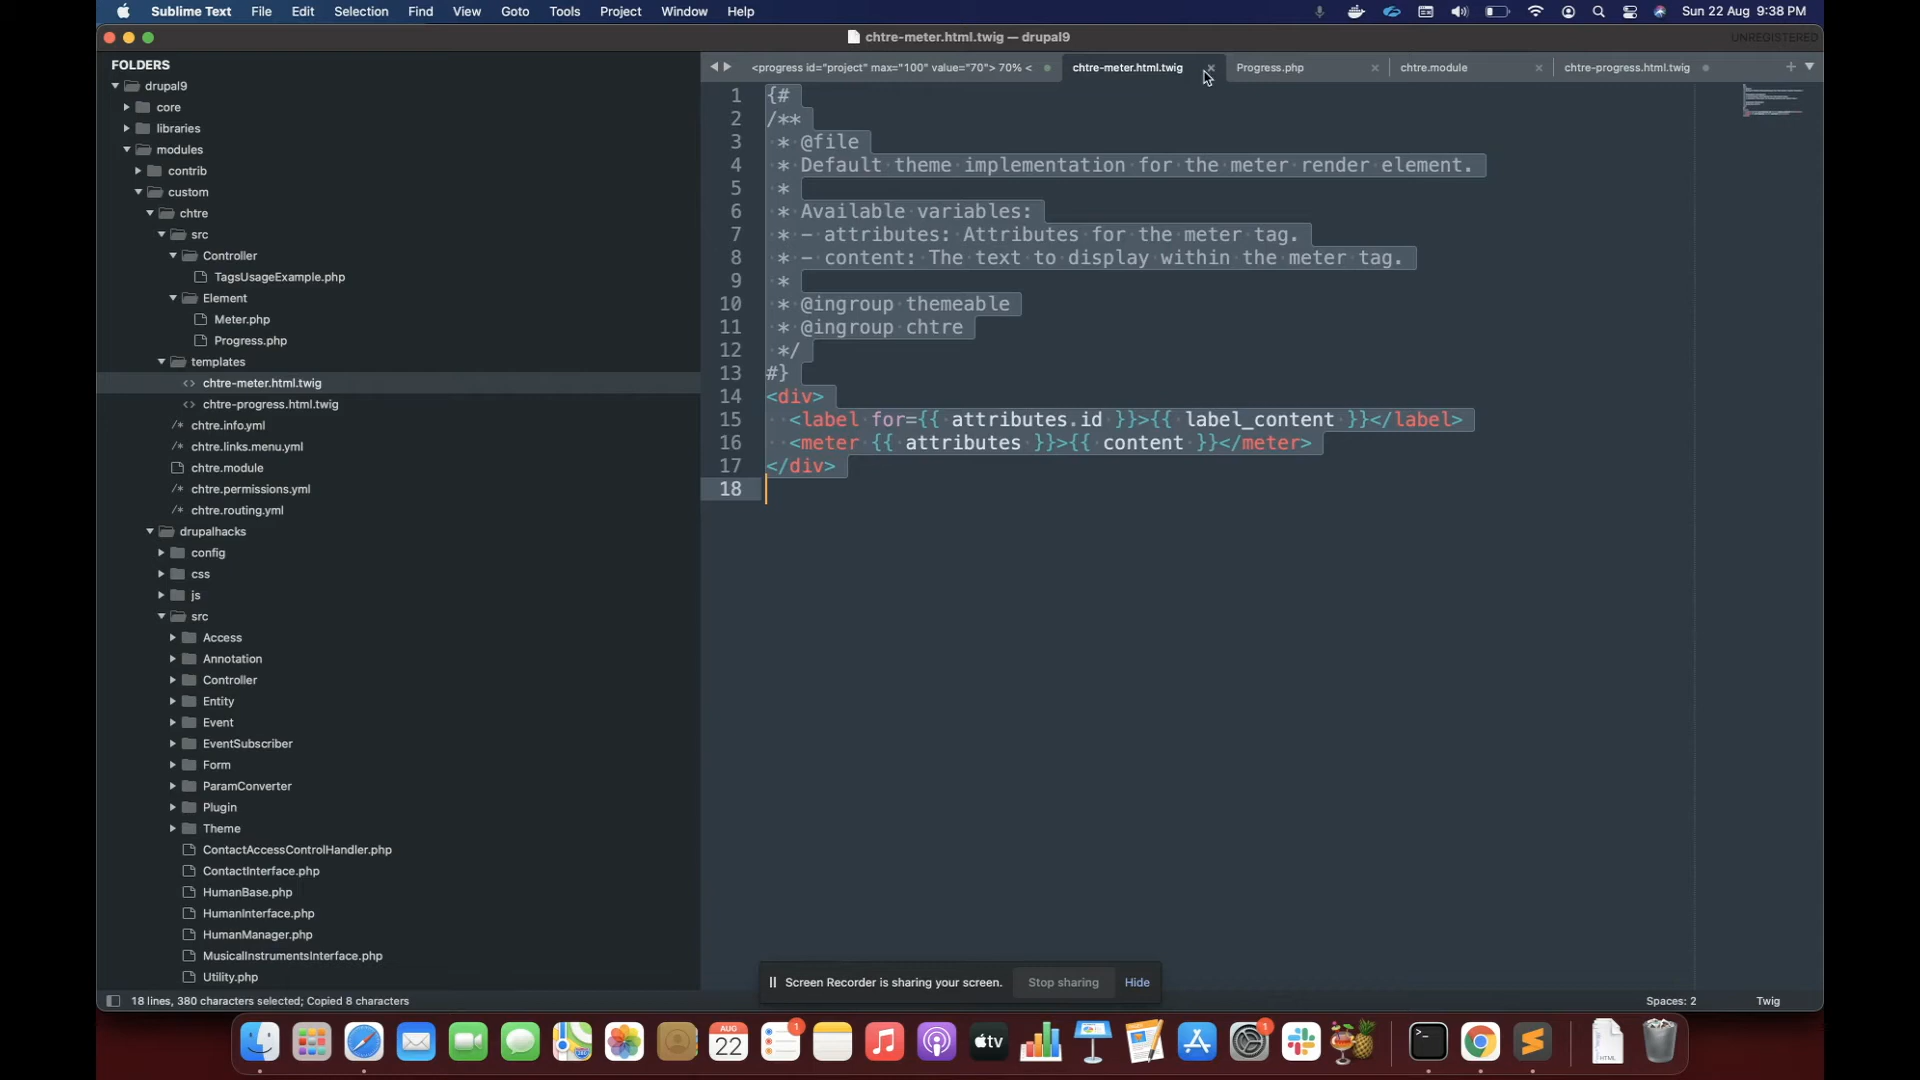 Sublime Text File Edit Selection Find View Goto Tools Project Window Help Sun 22 Aug 9:38 PM
chtre-meter.html.twig — drupal9 UNREGISTERED
FOLDERS
drupal9
core
libraries
modules
contrib
custom
chtre
src
Controller
TagsUsageExample.php
Element
Meter.php
Progress.php
templates
<> chtre-meter.html.twig
<> chtre-progress.html.twig
/* chtre.info.yml
/* chtre.links.menu.yml
chtre.module
/* chtre.permissions.yml
/* chtre.routing.yml
drupalhacks
config
css
js
src
Access
Annotation
Controller
Entity
Event
EventSubscriber
Form
ParamConverter
Plugin
Theme
ContactAccessControlHandler.php
ContactInterface.php
HumanBase.php
HumanInterface.php
HumanManager.php
MusicalInstrumentsInterface.php
Utility.php
<progress id="project" max="100" value="70"> 70% < chtre-meter.html.twig Progress.php chtre.module chtre-progress.html.twig
1 {#
2 /**
3 * @file
4 * Default theme implementation for the meter render element.
5 *
6 * Available variables:
7 * - attributes: Attributes for the meter tag.
8 * - content: The text to display within the meter tag.
9 *
10 * @ingroup themeable
11 * @ingroup chtre
12 */
13 #}
14 <div>
15 <label for={{ attributes.id }}>{{ label_content }}</label>
16 <meter {{ attributes }}>{{ content }}</meter>
17 </div>
18
Screen Recorder is sharing your screen. Stop sharing Hide
18 lines, 380 characters selected; Copied 8 characters Spaces: 2 Twig
AUG
22
1
tv
1
HTML